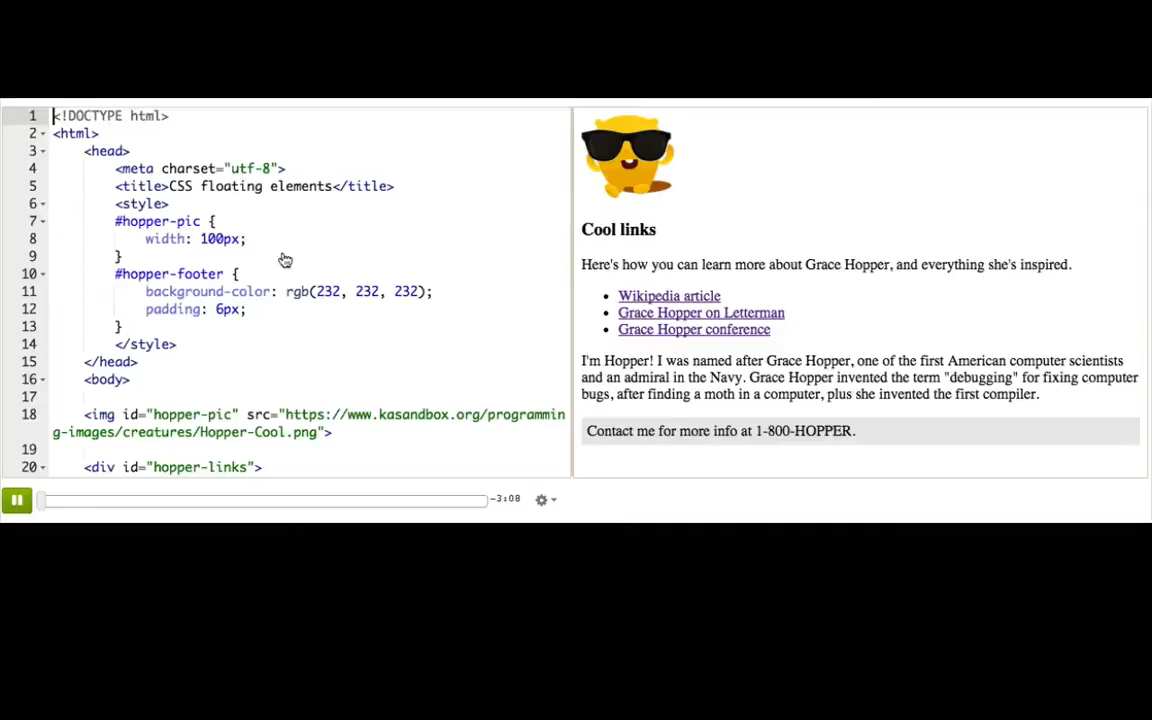 1 <!DOCTYPE html>
2 <html>
3 <head>
4 <meta charset="utf-8">
5 <title>CSS floating elements</title>
6 <style>
7 #hopper-pic {
8 width: 100px;
9 }
10 #hopper-footer {
11 background-color: rgb(232, 232, 232);
12 padding: 6px;
13 }
14 </style>
15 </head>
16 <body>
17
18 <img id="hopper-pic" src="https://www.kasandbox.org/programmin
g-images/creatures/Hopper-Cool.png">
19
20 <div id="hopper-links">
-3:08
Cool links
Here's how you can learn more about Grace Hopper, and everything she's inspired.
• Wikipedia article
• Grace Hopper on Letterman
• Grace Hopper conference
I'm Hopper! I was named after Grace Hopper, one of the first American computer scientists
and an admiral in the Navy. Grace Hopper invented the term "debugging" for fixing computer
bugs, after finding a moth in a computer, plus she invented the first compiler.
Contact me for more info at 1-800-HOPPER.